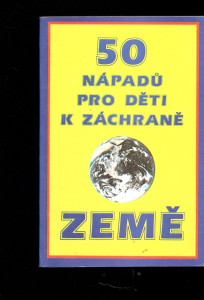 50
NÁPADŮ
PRO DĚTI
K ZÁCHRANĚ
ZEMĚ